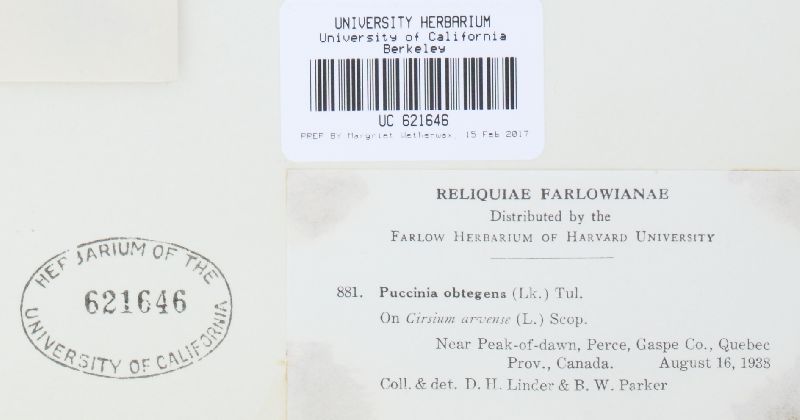 UNIVERSITY HERBARIUM
University of California
Berkeley
UC 621646
PREP BY Margriet Wetherwax, 15 Feb 2017
HERBARIUM OF THE
621646
UNIVERSITY OF CALIFORNIA
RELIQUIAE FARLOWIANAE
Distributed by the
FARLOW HERBARIUM OF HARVARD UNIVERSITY
881. Puccinia obtegens (Lk.) Tul.
On Cirsium arvense (L.) Scop.
Near Peak-of-dawn, Perce, Gaspe Co., Quebec
Prov., Canada. August 16, 1938
Coll. & det. D. H. Linder & B. W. Parker